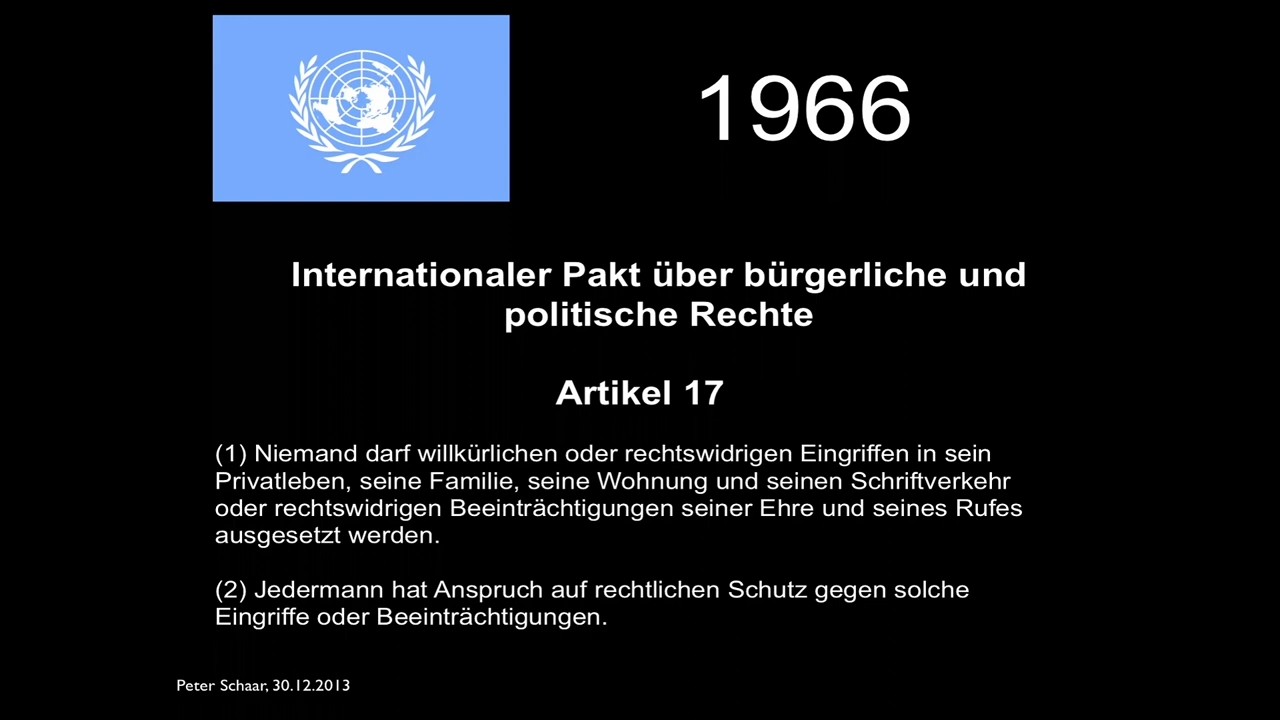 1966
Internationaler Pakt über bürgerliche und
politische Rechte
Artikel 17
(1) Niemand darf willkürlichen oder rechtswidrigen Eingriffen in sein
Privatleben, seine Familie, seine Wohnung und seinen Schriftverkehr
oder rechtswidrigen Beeinträchtigungen seiner Ehre und seines Rufes
ausgesetzt werden.
(2) Jedermann hat Anspruch auf rechtlichen Schutz gegen solche
Eingriffe oder Beeinträchtigungen.
Peter Schaar, 30.12.2013